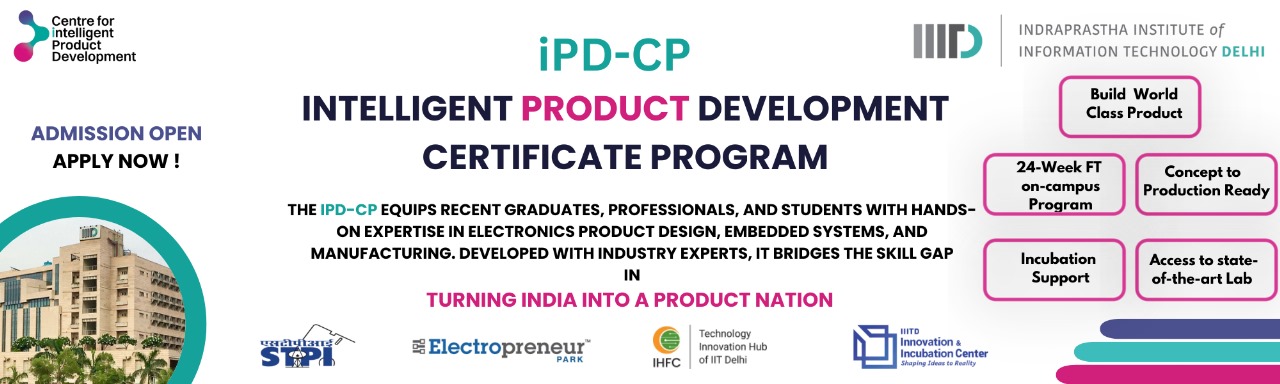 Centre for
intelligent
Product
Development
ADMISSION OPEN
APPLY NOW !
iPD-CP
INTELLIGENT PRODUCT DEVELOPMENT
CERTIFICATE PROGRAM
THE IPD-CP EQUIPS RECENT GRADUATES, PROFESSIONALS, AND STUDENTS WITH HANDS-
ON EXPERTISE IN ELECTRONICS PRODUCT DESIGN, EMBEDDED SYSTEMS, AND
MANUFACTURING. DEVELOPED WITH INDUSTRY EXPERTS, IT BRIDGES THE SKILL GAP
IN
TURNING INDIA INTO A PRODUCT NATION
IIITD
INDRAPRASTHA INSTITUTE of
INFORMATION TECHNOLOGY DELHI
Build World
Class Product
24-Week FT
on-campus
Program
Concept to
Production Ready
Incubation
Support
Access to state-
of-the-art Lab
IIITD
एसटीपीआई
STPI
Electropreneur™
PARK
IHFC
Technology
Innovation Hub
of IIT Delhi
IIITD
Innovation &
Incubation Center
Shaping Ideas to Reality